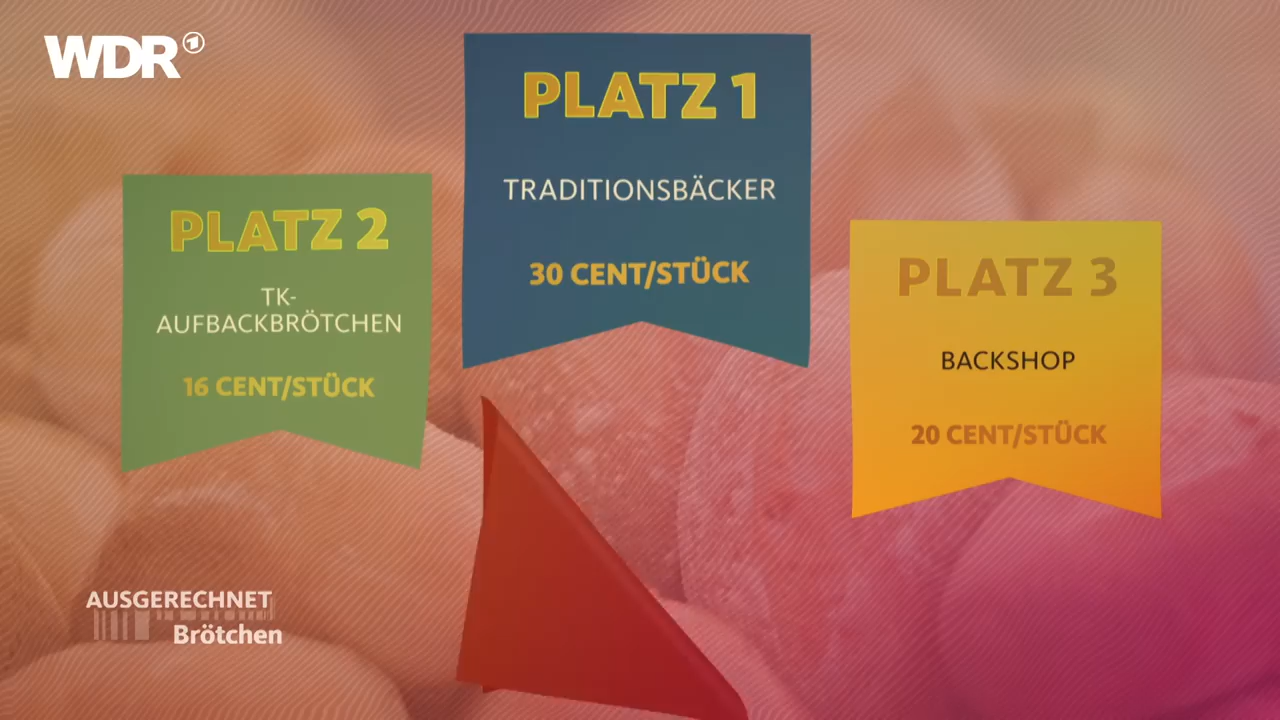 WDR
PLATZ 1
TRADITIONSBÄCKER
30 CENT/STÜCK
PLATZ 2
TK-
AUFBACKBRÖTCHEN
16 CENT/STÜCK
PLATZ 3
BACKSHOP
20 CENT/STÜCK
AUSGERECHNET
Brötchen